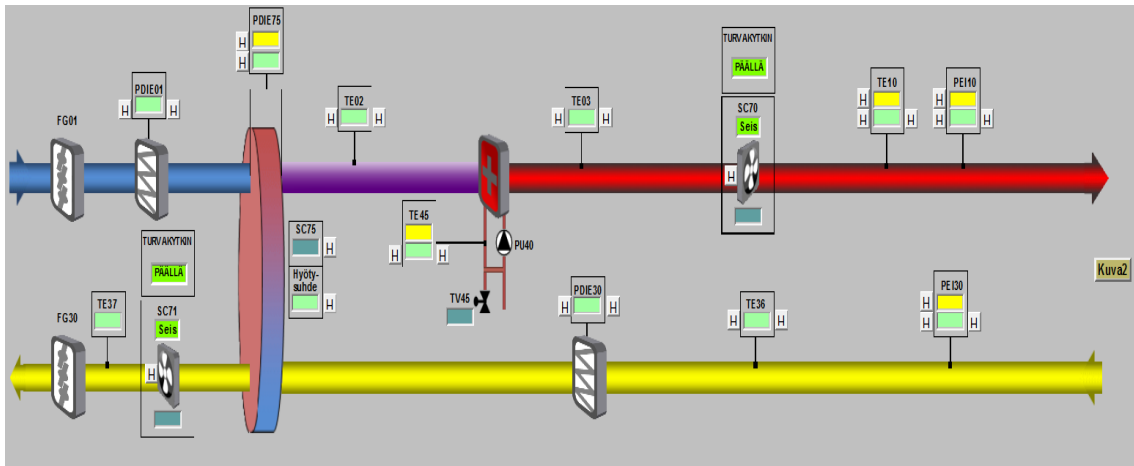 PDIE75
H
H
PDIE01
H
H
FG01
TE02
H
H
TE03
H
H
TURVAKYTKIN
PÄÄLLÄ
SC70
Seis
H
TE10
H
H
H
PEI10
H
H
H
TURVAKYTKIN
PÄÄLLÄ
SC75
H
Hyöty-
suhde
H
TE45
H
H
PU40
TV45
Kuva2
TE37
H
FG30
SC71
Seis
H
PDIE30
H
H
TE36
H
H
PEI30
H
H
H